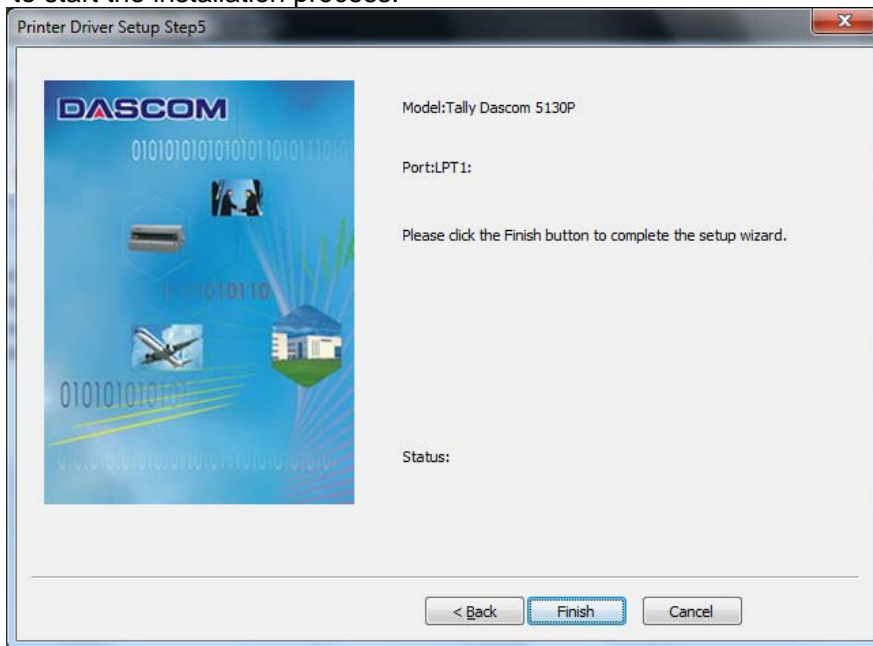 to start the installation process.
Printer Driver Setup Step5
DASCOM
Model:Tally Dascom 5130P
Port:LPT1:
Please click the Finish button to complete the setup wizard.
010101010
Status:
< Back
Finish
Cancel